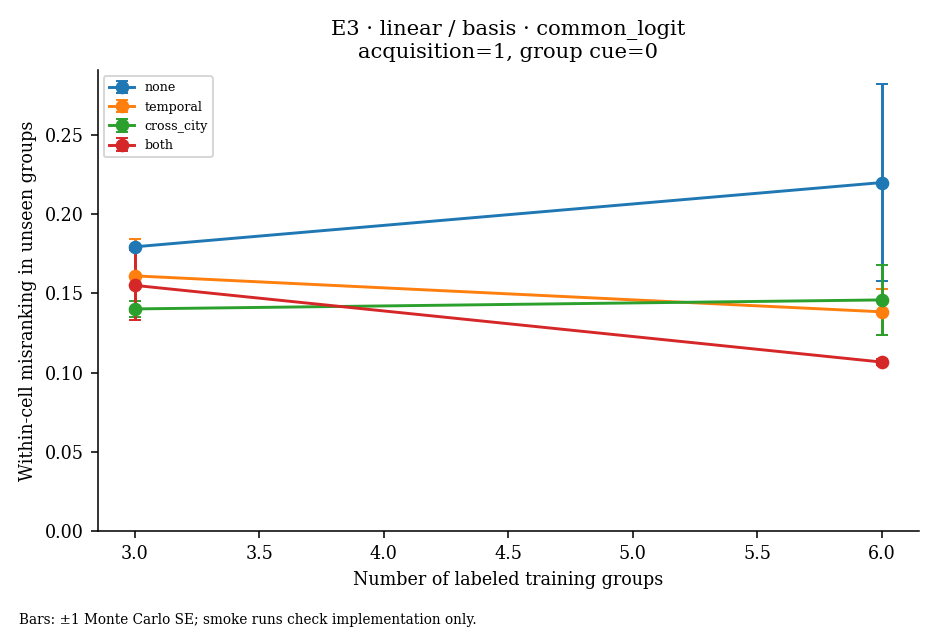 E3 · linear / basis · common_logit
acquisition=1, group cue=0
none
temporal
cross_city
both
Within-cell misranking in unseen groups
0.25
0.20
0.15
0.10
0.05
0.00
3.0 3.5 4.0 4.5 5.0 5.5 6.0
Number of labeled training groups
Bars: ±1 Monte Carlo SE; smoke runs check implementation only.